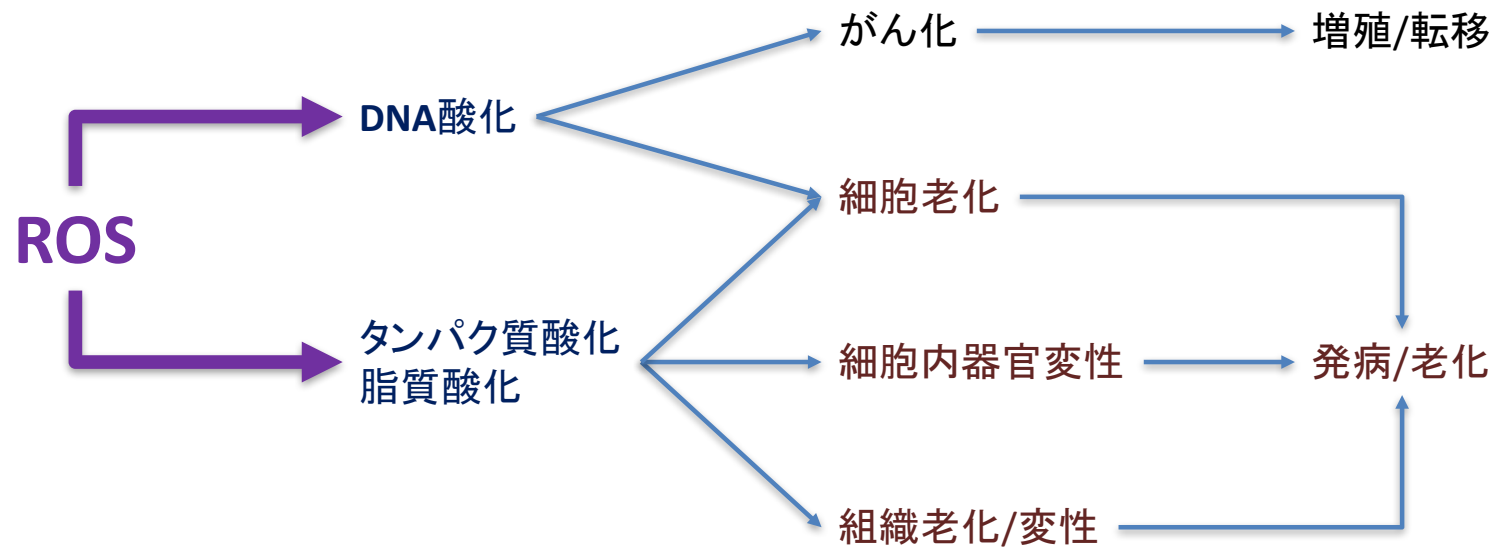 がん化
増殖/転移
DNA酸化
細胞老化
ROS
タンパク質酸化
脂質酸化
細胞内器官変性
発病/老化
組織老化/変性